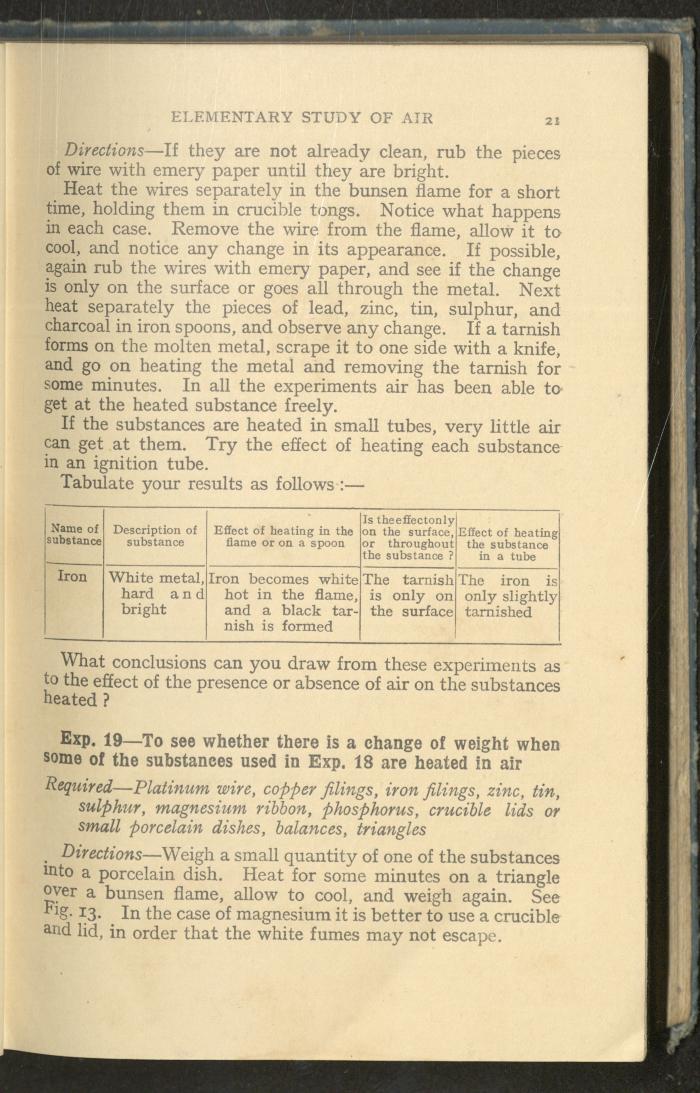 ELEMENTARY STUDY OF AIR 21
Directions—If they are not already clean, rub the pieces
of wire with emery paper until they are bright.
Heat the wires separately in the bunsen flame for a short
time, holding them in crucible tongs. Notice what happens
in each case. Remove the wire from the flame, allow it to
cool, and notice any change in its appearance. If possible,
again rub the wires with emery paper, and see if the change
is only on the surface or goes all through the metal. Next
heat separately the pieces of lead, zinc, tin, sulphur, and
charcoal in iron spoons, and observe any change. If a tarnish
forms on the molten metal, scrape it to one side with a knife,
and go on heating the metal and removing the tarnish for
some minutes. In all the experiments air has been able to
get at the heated substance freely.
If the substances are heated in small tubes, very little air
can get at them. Try the effect of heating each substance
in an ignition tube.
Tabulate your results as follows:—
Name of
substance
Description of
substance
Effect of heating in the
flame or on a spoon
Is the effect only
on the surface,
or throughout
the substance ?
Effect of heating
the substance
in a tube
Iron
White metal,
hard and
bright
Iron becomes white
hot in the flame,
and a black tar-
nish is formed
The tarnish
is only on
the surface
The iron is
only slightly
tarnished
What conclusions can you draw from these experiments as
to the effect of the presence or absence of air on the substances
heated ?
Exp. 19—To see whether there is a change of weight when
some of the substances used in Exp. 18 are heated in air
Required—Platinum wire, copper filings, iron filings, zinc, tin,
sulphur, magnesium ribbon, phosphorus, crucible lids or
small porcelain dishes, balances, triangles
Directions—Weigh a small quantity of one of the substances
into a porcelain dish. Heat for some minutes on a triangle
over a bunsen flame, allow to cool, and weigh again. See
Fig. 13. In the case of magnesium it is better to use a crucible
and lid, in order that the white fumes may not escape.